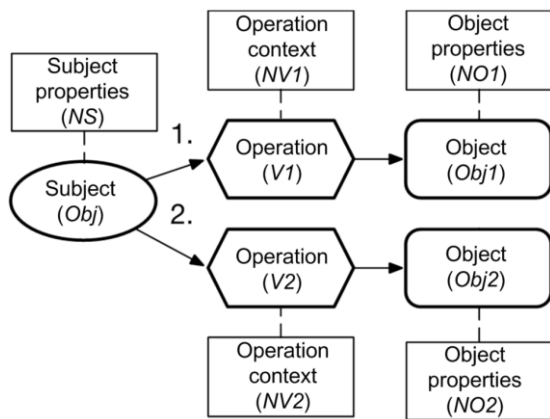 Operation
context
(NV1)
Object
properties
(NO1)
Subject
properties
(NS)
1.
Operation
(V1)
Object
(Obj1)
Subject
(Obj)
2.
Operation
(V2)
Object
(Obj2)
Operation
context
(NV2)
Object
properties
(NO2)